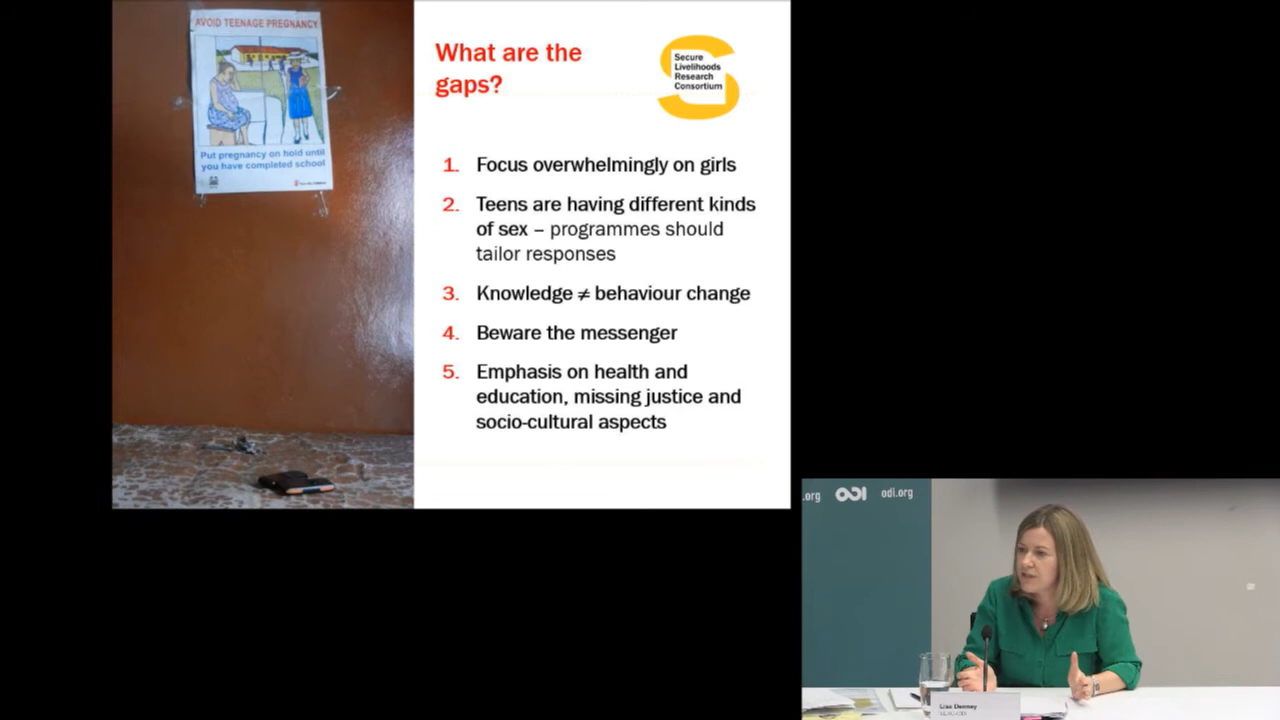 AVOID TEENAGE PREGNANCY
Put pregnancy on hold until
you have completed school
What are the
gaps?
Secure
Livelihoods
Research
Consortium
1. Focus overwhelmingly on girls
2. Teens are having different kinds
of sex – programmes should
tailor responses
3. Knowledge ≠ behaviour change
4. Beware the messenger
5. Emphasis on health and
education, missing justice and
socio-cultural aspects
.org ODI odi.org
Lisa Denney